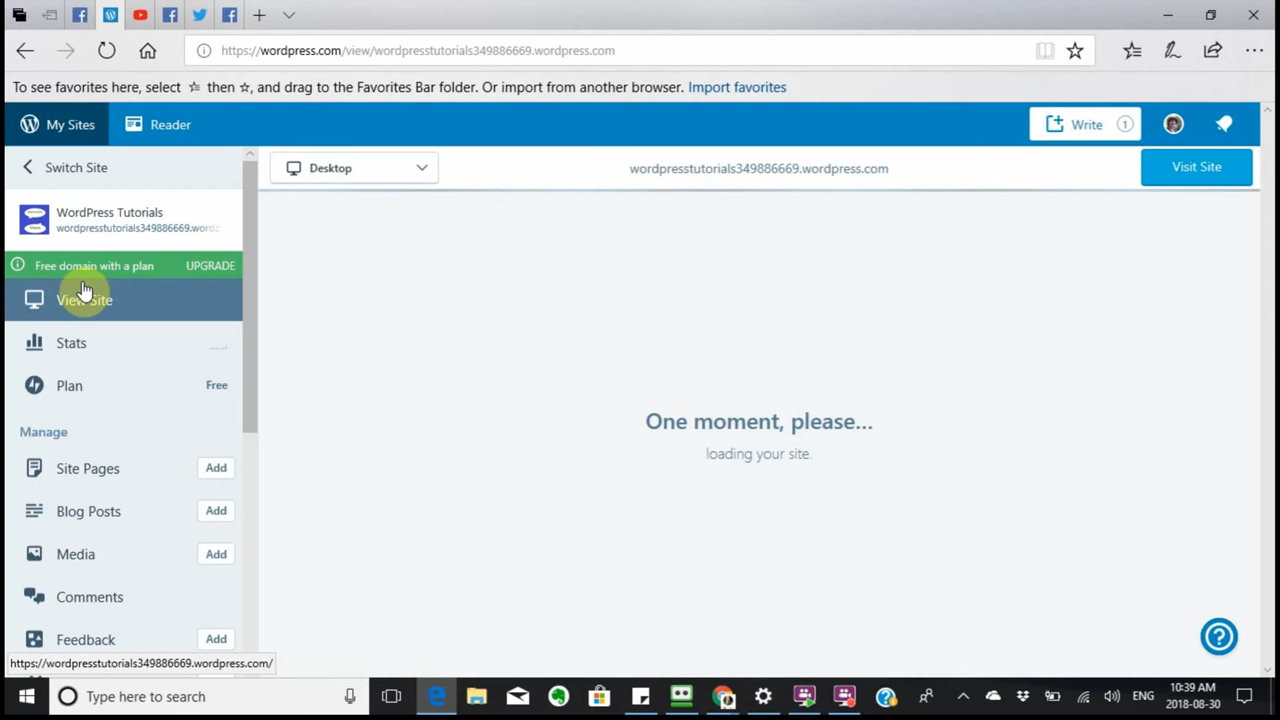 https://wordpress.com/view/wordpresstutorials349886669.wordpress.com
To see favorites here, select then , and drag to the Favorites Bar folder. Or import from another browser. Import favorites
My Sites
Reader
Write 1
Switch Site
Desktop
wordpresstutorials349886669.wordpress.com
Visit Site
WordPress Tutorials
wordpresstutorials349886669.word
Free domain with a plan UPGRADE
View Site
Stats
Plan Free
One moment, please...
loading your site.
Manage
Site Pages Add
Blog Posts Add
Media Add
Comments
Feedback Add
https://wordpresstutorials349886669.wordpress.com/
Type here to search
ENG
10:39 AM
2018-08-30